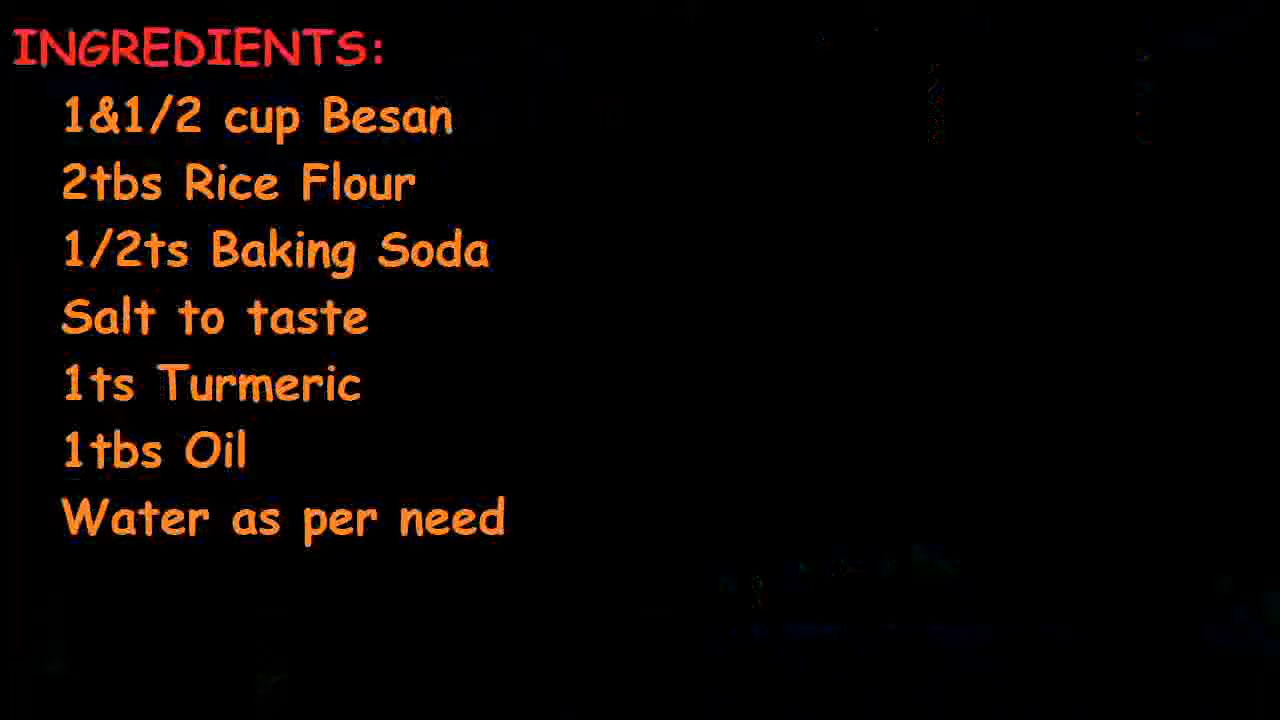 INGREDIENTS:
1&1/2 cup Besan
2tbs Rice Flour
1/2ts Baking Soda
Salt to taste
1ts Turmeric
1tbs Oil
Water as per need